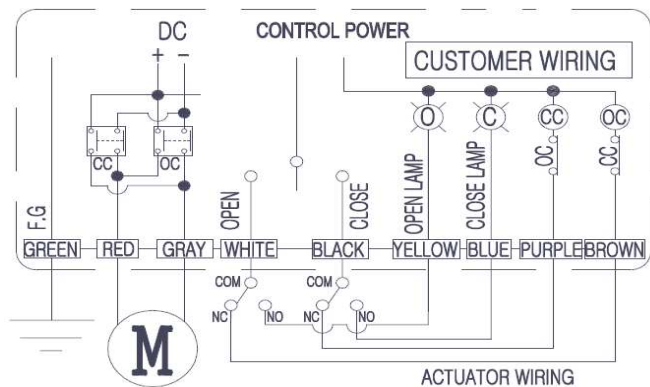 DC
CONTROL POWER
+ −
CUSTOMER WIRING
O
C
CC
OC
CC
OC
F.G
OPEN
CLOSE
OPEN LAMP
CLOSE LAMP
OC
CC
GREEN
RED
GRAY
WHITE
BLACK
YELLOW
BLUE
PURPLE
BROWN
COM
COM
NC
NO
NC
NO
M
ACTUATOR WIRING